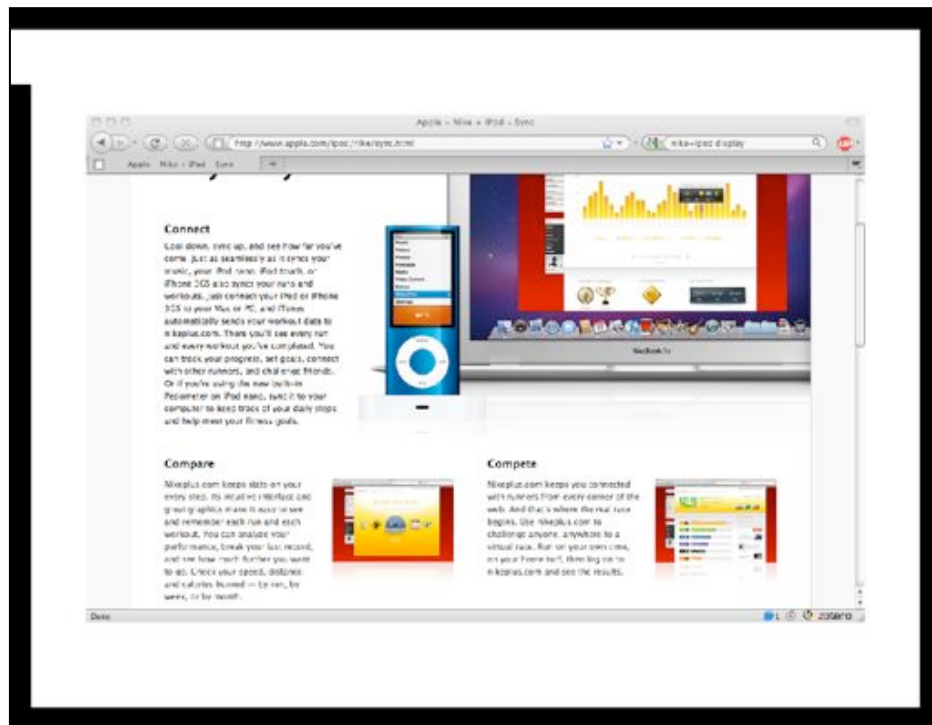 Apple - Nike + iPod - Sync
http://www.apple.com/ipod/nike/sync.html
nike+ipod display
Apple - Nike + iPod - Sync
Connect
Cool down, sync up, and see how far you've
come. Just as seamlessly as it syncs your
music, your iPod nano, iPod touch, or
iPhone 3GS also syncs your runs and
workouts. Just connect your iPod or iPhone
3GS to your Mac or PC, and iTunes
automatically sends your workout data to
nikeplus.com. There you'll see every run
and every workout you've completed. You
can track your progress, set goals, connect
with other runners, and challenge friends.
Or if you're using the new built-in
Pedometer on iPod nano, sync it to your
computer to keep track of your daily steps
and help meet your fitness goals.
MacBook Pro
Compare
Nikeplus.com keeps stats on your
every step. Its intuitive interface and
great graphics make it easy to see
and remember each run and each
workout. You can analyze your
performance, break your last record,
and see how much further you want
to go. Check your speed, distance,
and calories burned — by run, by
week, or by month.
Compete
Nikeplus.com keeps you connected
with runners from every corner of the
web. And that's where the real race
begins. Use nikeplus.com to
challenge anyone, anywhere to a
virtual race. Run on your own time,
on your home turf, then log on to
nikeplus.com and see the results.
Done
zotero